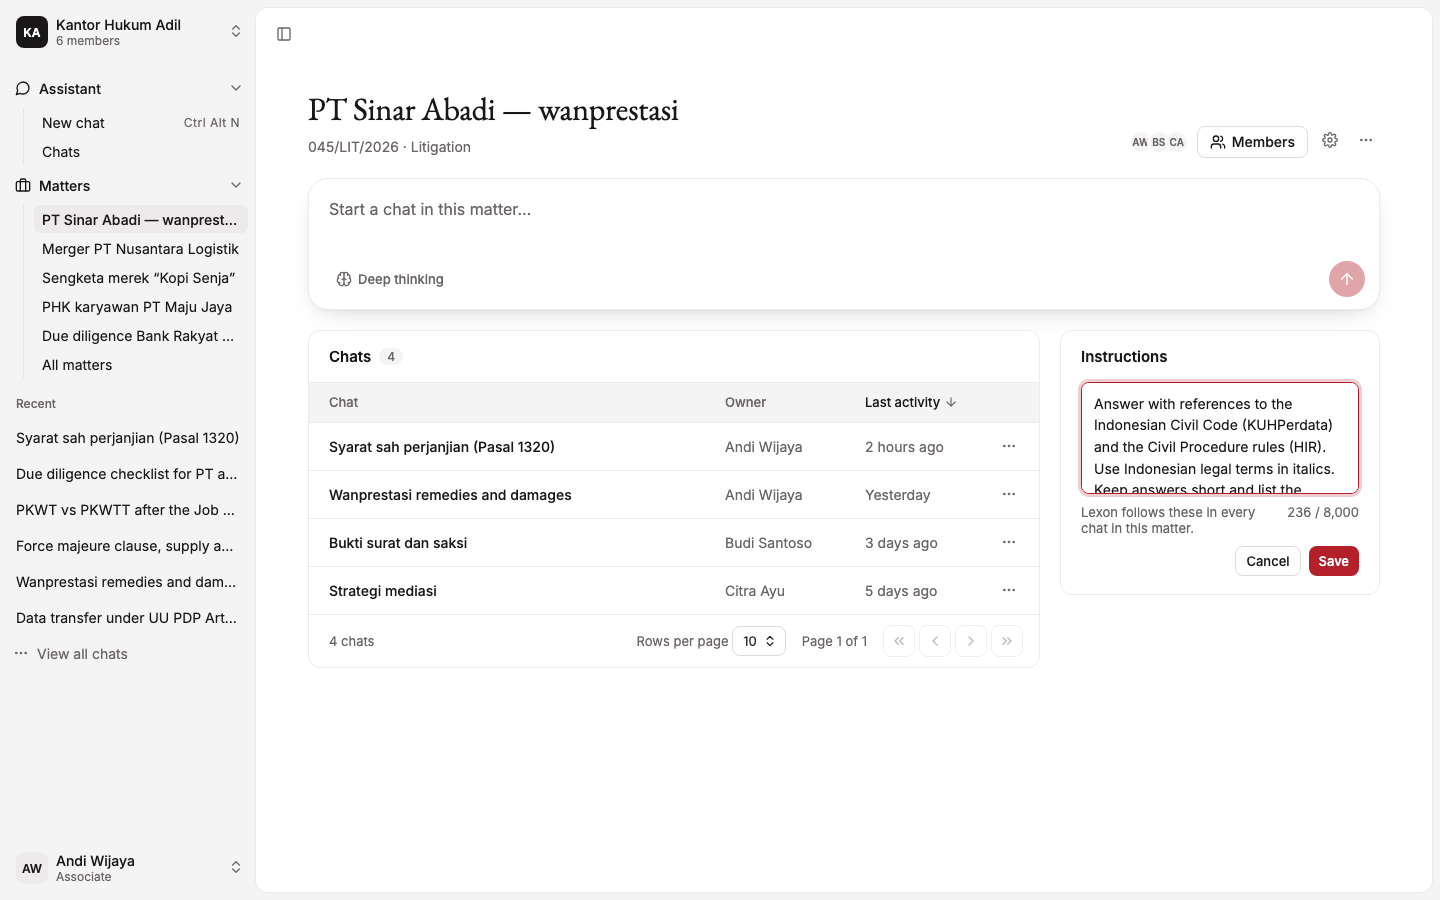 KA
Kantor Hukum Adil
6 members
Assistant
New chat Ctrl Alt N
Chats
Matters
PT Sinar Abadi — wanprest...
Merger PT Nusantara Logistik
Sengketa merek “Kopi Senja”
PHK karyawan PT Maju Jaya
Due diligence Bank Rakyat ...
All matters
Recent
Syarat sah perjanjian (Pasal 1320)
Due diligence checklist for PT a...
PKWT vs PKWTT after the Job ...
Force majeure clause, supply a...
Wanprestasi remedies and dam...
Data transfer under UU PDP Art...
View all chats
AW
Andi Wijaya
Associate
PT Sinar Abadi — wanprestasi
045/LIT/2026 · Litigation
AW BS CA Members
Start a chat in this matter...
Deep thinking
Chats 4
Chat Owner Last activity
Syarat sah perjanjian (Pasal 1320) Andi Wijaya 2 hours ago
Wanprestasi remedies and damages Andi Wijaya Yesterday
Bukti surat dan saksi Budi Santoso 3 days ago
Strategi mediasi Citra Ayu 5 days ago
4 chats Rows per page 10 Page 1 of 1
Instructions
Answer with references to the
Indonesian Civil Code (KUHPerdata)
and the Civil Procedure rules (HIR).
Use Indonesian legal terms in italics.
Keep answers short and list the
Lexon follows these in every 236 / 8,000
chat in this matter.
Cancel Save